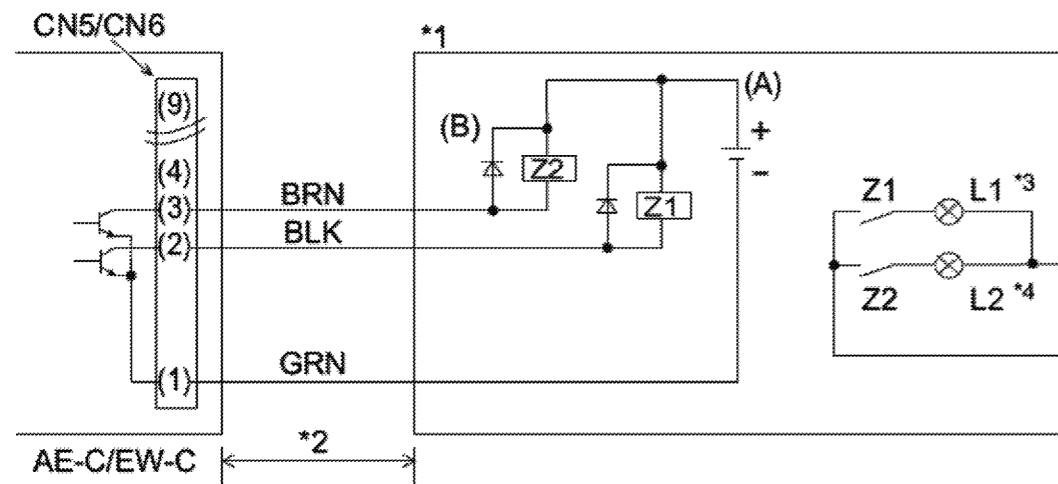 CN5/CN6
*1
(9)
(4)
(3)
(2)
(1)
BRN
BLK
GRN
(B)
Z2
Z1
(A)
+
−
Z1
L1 *3
Z2
L2 *4
AE-C/EW-C
*2